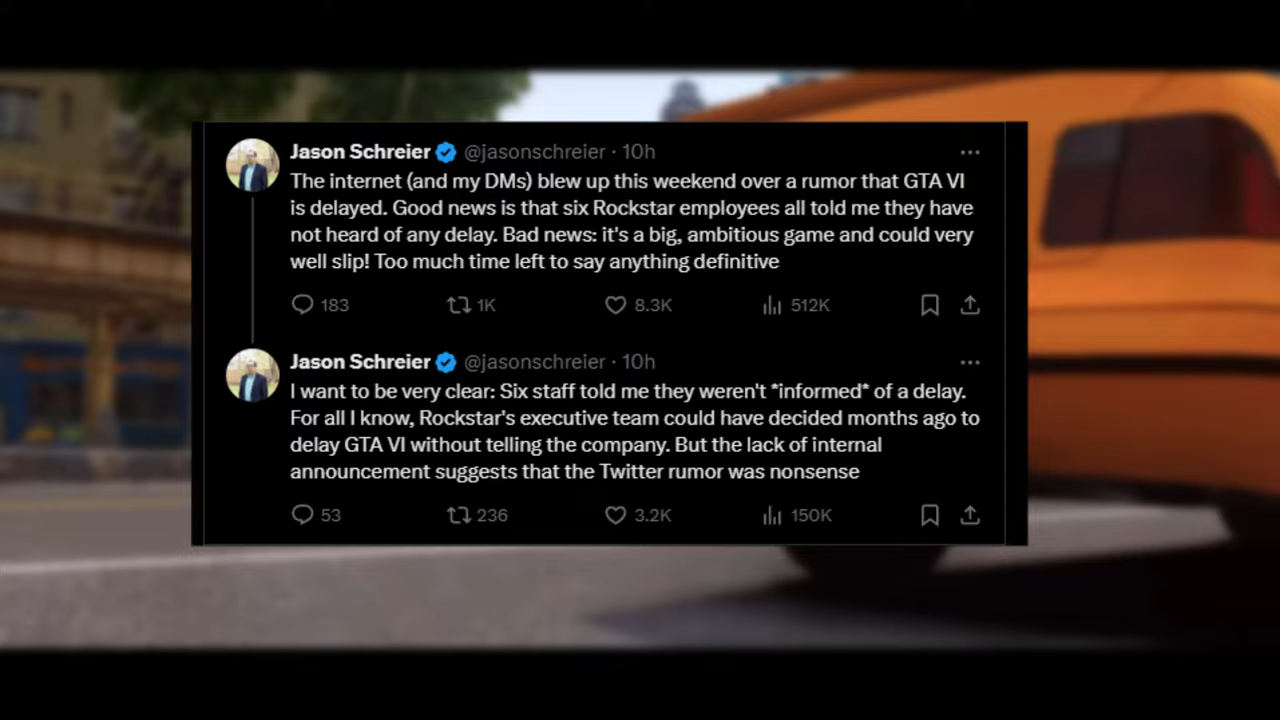 Jason Schreier @jasonschreier · 10h
The internet (and my DMs) blew up this weekend over a rumor that GTA VI
is delayed. Good news is that six Rockstar employees all told me they have
not heard of any delay. Bad news: it's a big, ambitious game and could very
well slip! Too much time left to say anything definitive
183 1K 8.3K 512K
Jason Schreier @jasonschreier · 10h
I want to be very clear: Six staff told me they weren't *informed* of a delay.
For all I know, Rockstar's executive team could have decided months ago to
delay GTA VI without telling the company. But the lack of internal
announcement suggests that the Twitter rumor was nonsense
53 236 3.2K 150K